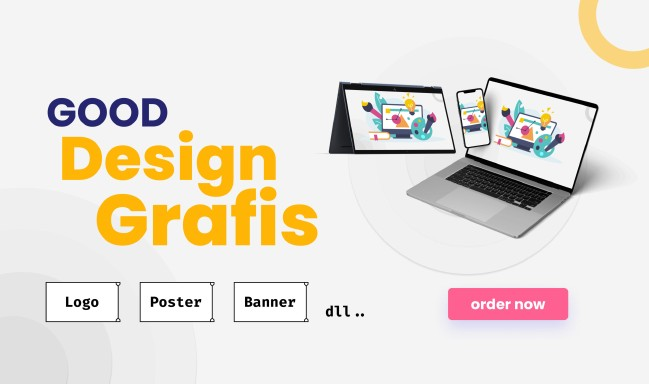 GOOD
Design
Grafis
Logo
Poster
Banner
dll..
order now